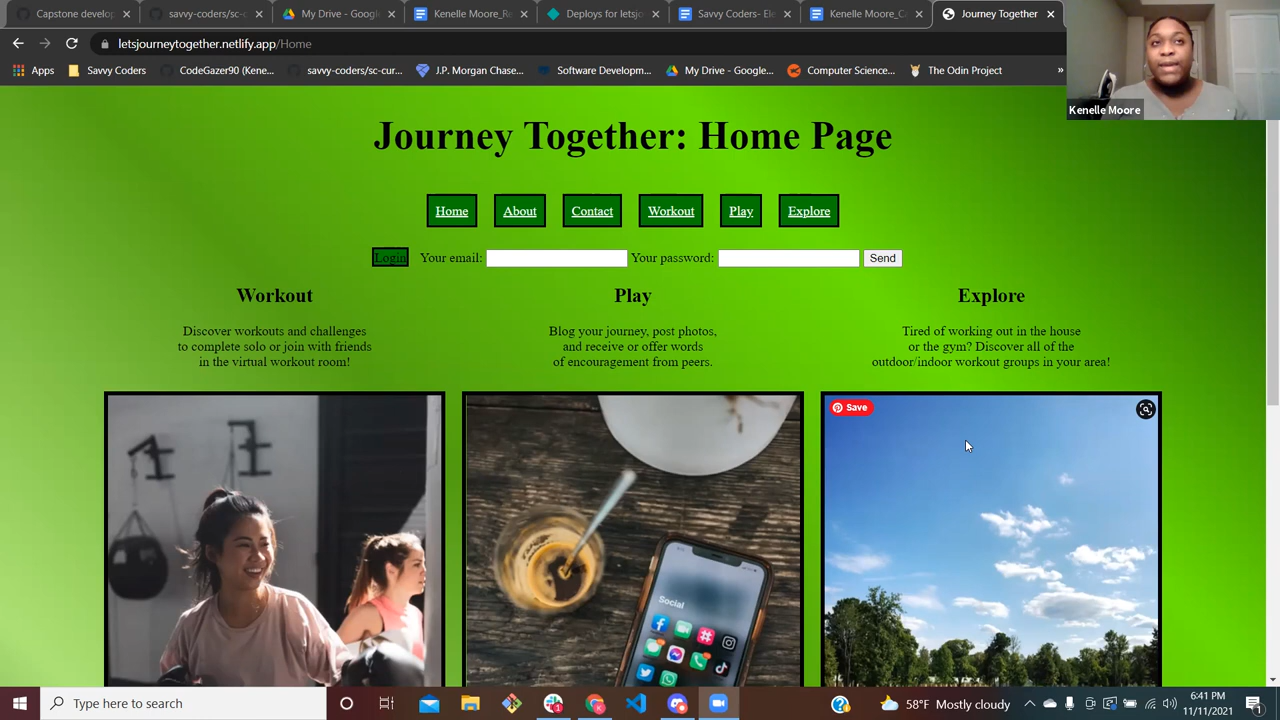 Capstone develop
savvy-coders/sc-
My Drive - Googl
Kenelle Moore_Re
Deploys for letsjo
Savvy Coders- Ele
Kenelle Moore_C
Journey Together
letsjourneytogether.netlify.app/Home
Apps
Savvy Coders
CodeGazer90 (Kene...
savvy-coders/sc-cur...
J.P. Morgan Chase...
Software Developm...
My Drive - Google...
Computer Science...
The Odin Project
»
Kenelle Moore
Journey Together: Home Page
Home About Contact Workout Play Explore
Login Your email: Your password: Send
Workout
Discover workouts and challenges
to complete solo or join with friends
in the virtual workout room!
Play
Blog your journey, post photos,
and receive or offer words
of encouragement from peers.
Explore
Tired of working out in the house
or the gym? Discover all of the
outdoor/indoor workout groups in your area!
Save
Social
Type here to search
58°F Mostly cloudy
6:41 PM
11/11/2021
1